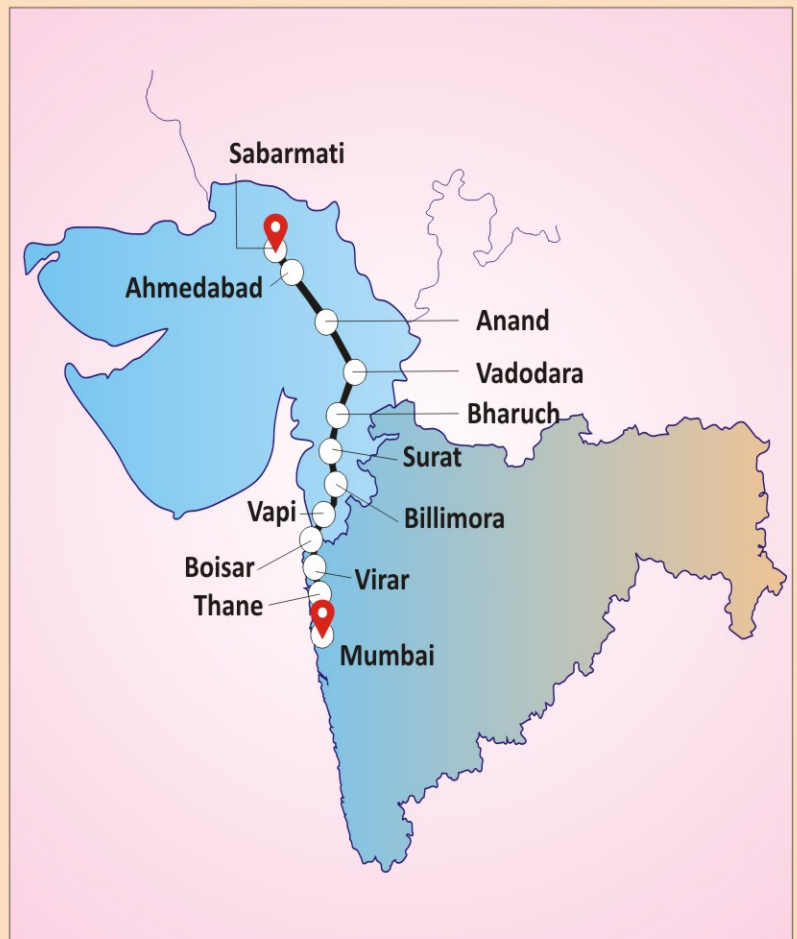 Sabarmati
Ahmedabad
Anand
Vadodara
Bharuch
Surat
Vapi
Billimora
Boisar
Virar
Thane
Mumbai